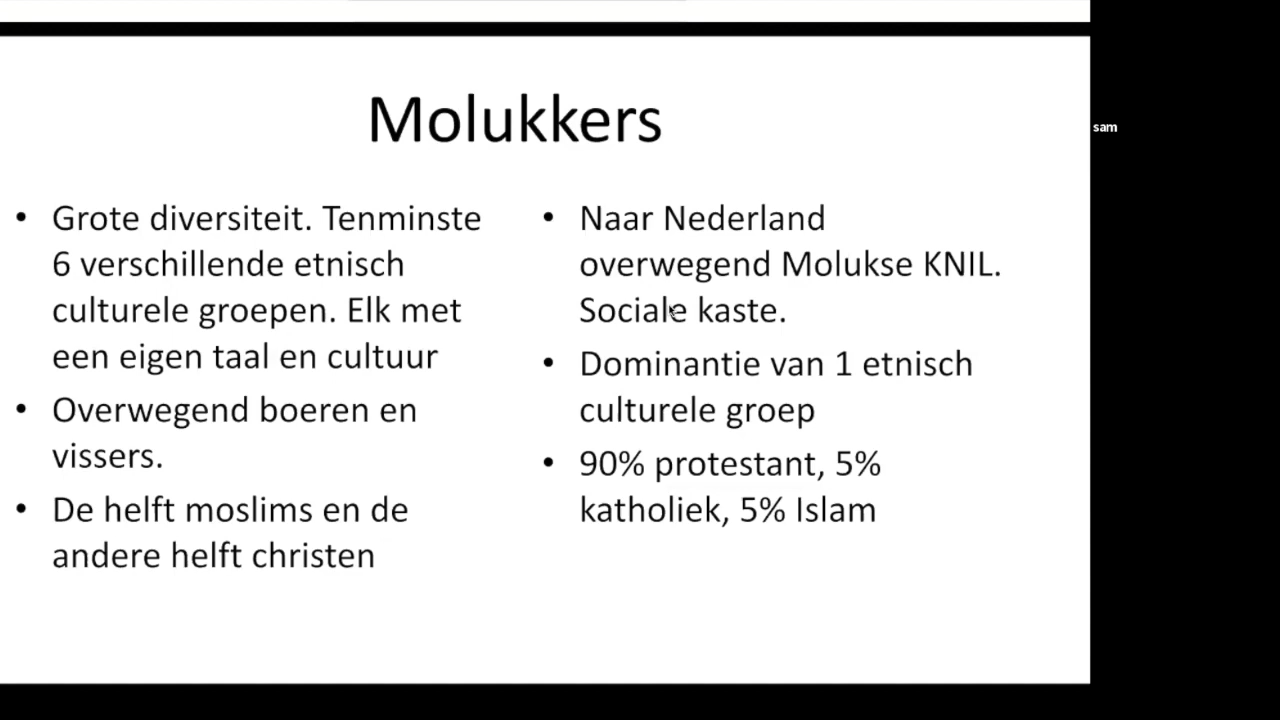 Molukkers
• Grote diversiteit. Tenminste
6 verschillende etnisch
culturele groepen. Elk met
een eigen taal en cultuur
• Overwegend boeren en
vissers.
• De helft moslims en de
andere helft christen
• Naar Nederland
overwegend Molukse KNIL.
Sociale kaste.
• Dominantie van 1 etnisch
culturele groep
• 90% protestant, 5%
katholiek, 5% Islam
sam